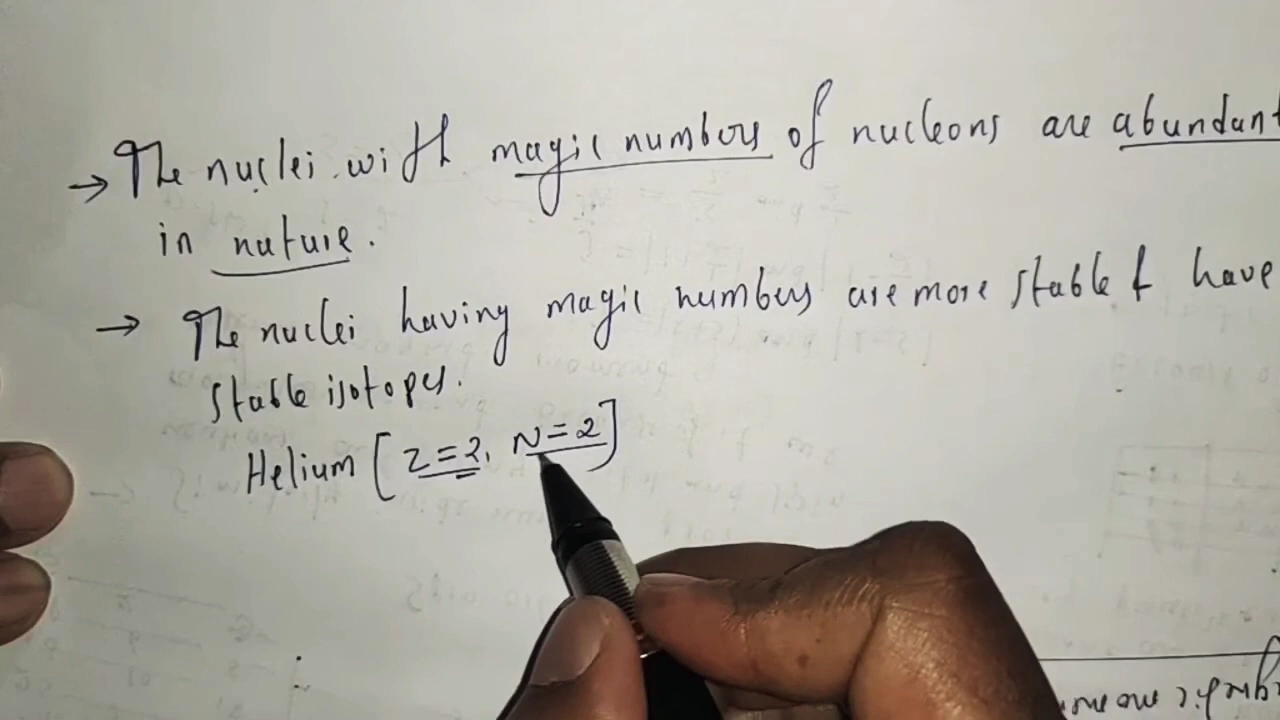 → The nuclei with magic numbers of nucleons are abundant
in nature.
→ The nuclei having magic numbers are more stable & have
stable isotopes.
Helium [Z=2, N=2]